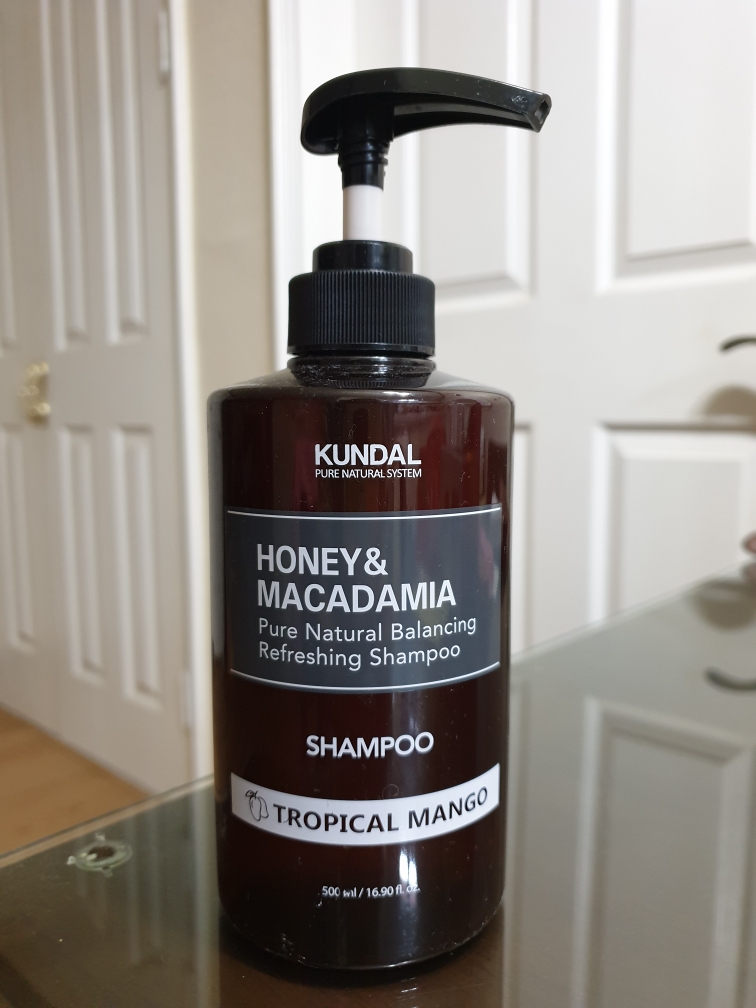 KUNDAL
PURE NATURAL SYSTEM
HONEY&
MACADAMIA
Pure Natural Balancing
Refreshing Shampoo
SHAMPOO
TROPICAL MANGO
500 ml / 16.90 fl. oz.